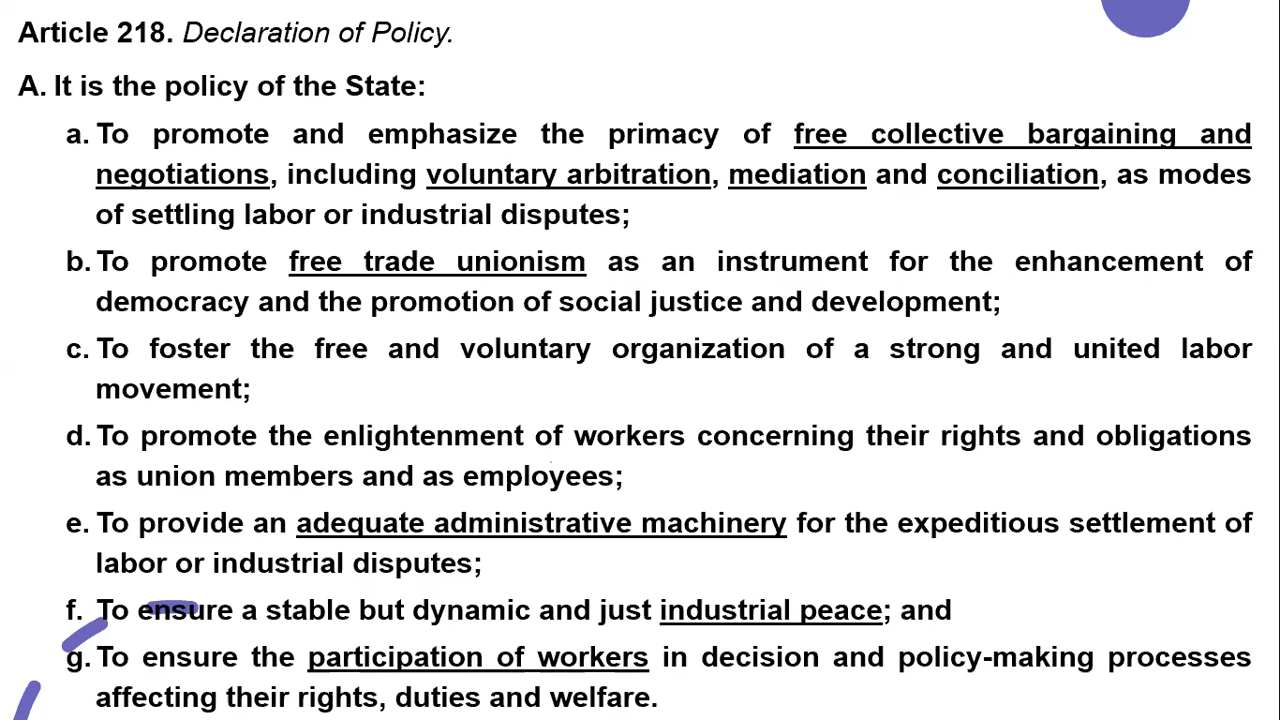 Article 218. Declaration of Policy.
A. It is the policy of the State:
a. To promote and emphasize the primacy of free collective bargaining and
negotiations, including voluntary arbitration, mediation and conciliation, as modes
of settling labor or industrial disputes;
b. To promote free trade unionism as an instrument for the enhancement of
democracy and the promotion of social justice and development;
c. To foster the free and voluntary organization of a strong and united labor
movement;
d. To promote the enlightenment of workers concerning their rights and obligations
as union members and as employees;
e. To provide an adequate administrative machinery for the expeditious settlement of
labor or industrial disputes;
f. To ensure a stable but dynamic and just industrial peace; and
g. To ensure the participation of workers in decision and policy-making processes
affecting their rights, duties and welfare.